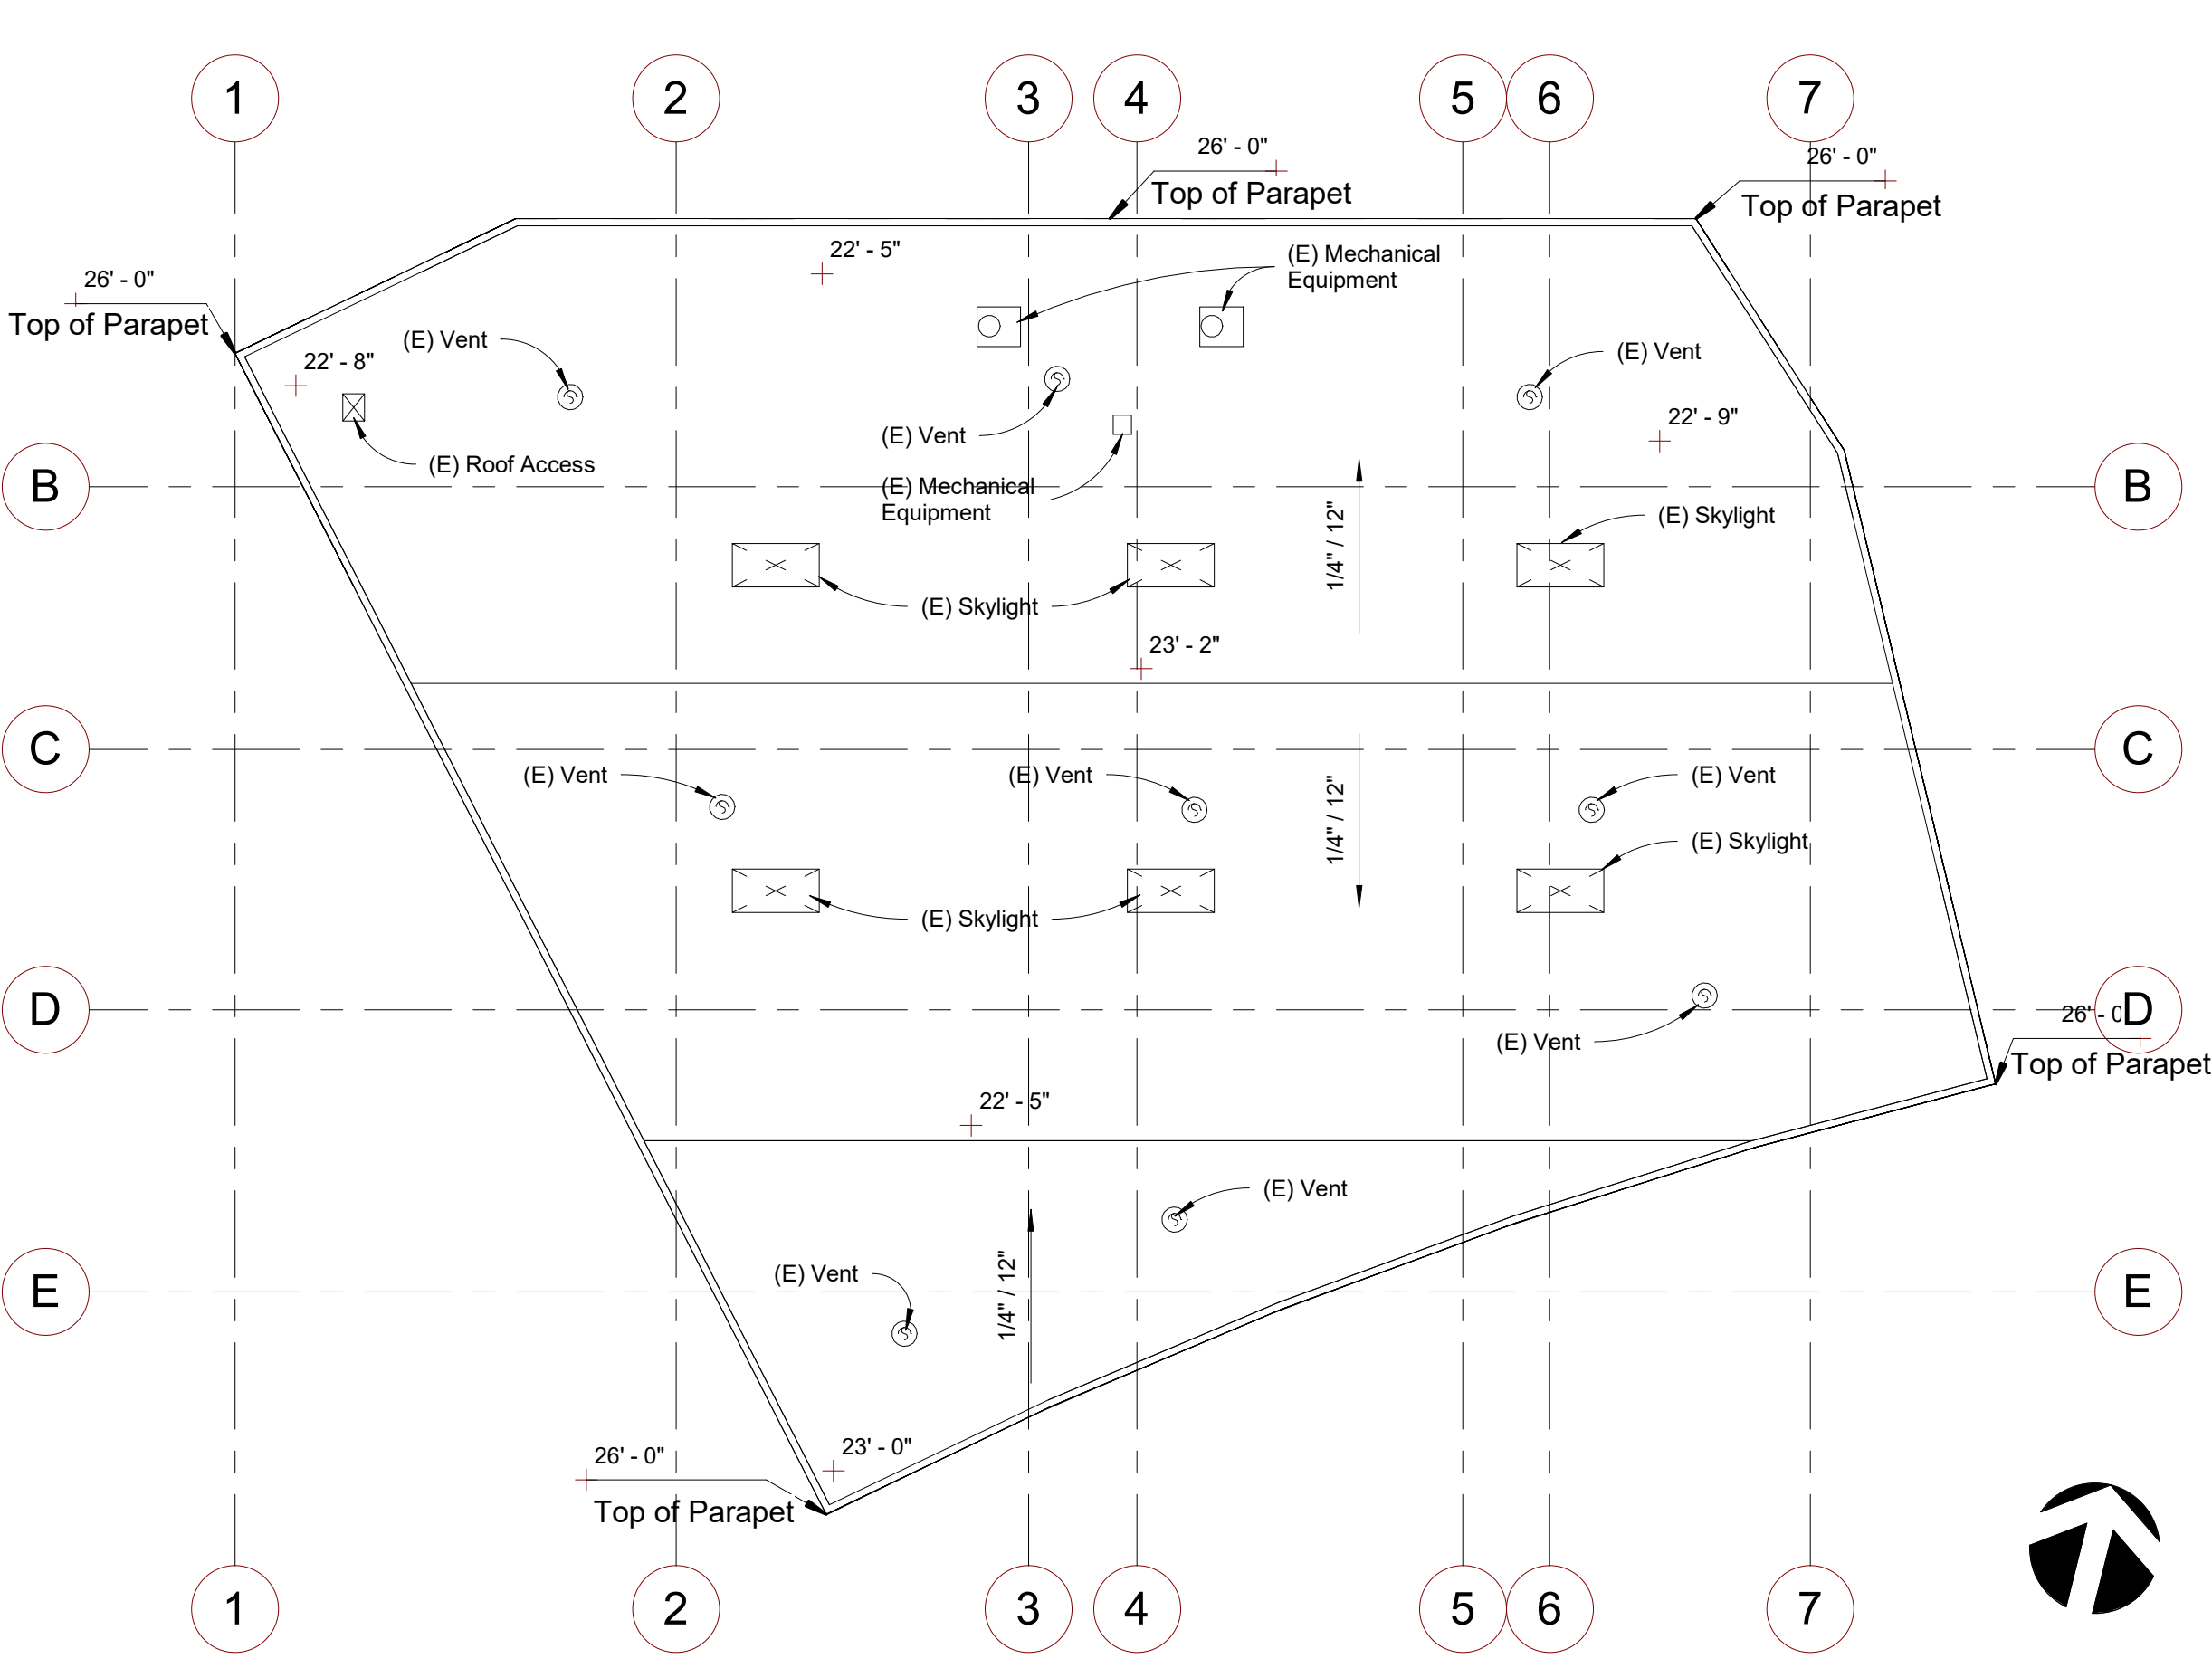 1
2
3
4
5
6
7
26' - 0"
Top of Parapet
26' - 0"
Top of Parapet
26' - 0"
Top of Parapet
22' - 5"
(E) Mechanical
Equipment
(E) Vent
22' - 8"
(E) Vent
22' - 9"
(E) Vent
(E) Roof Access
B
(E) Mechanical
Equipment
B
(E) Skylight
1/4" / 12"
(E) Skylight
23' - 2"
C
C
(E) Vent
(E) Vent
(E) Vent
1/4" / 12"
(E) Skylight
(E) Skylight
D
26' - 0
D
Top of Parapet
(E) Vent
22' - 5"
(E) Vent
(E) Vent
1/4" / 12"
E
E
23' - 0"
26' - 0"
Top of Parapet
1
2
3
4
5
6
7